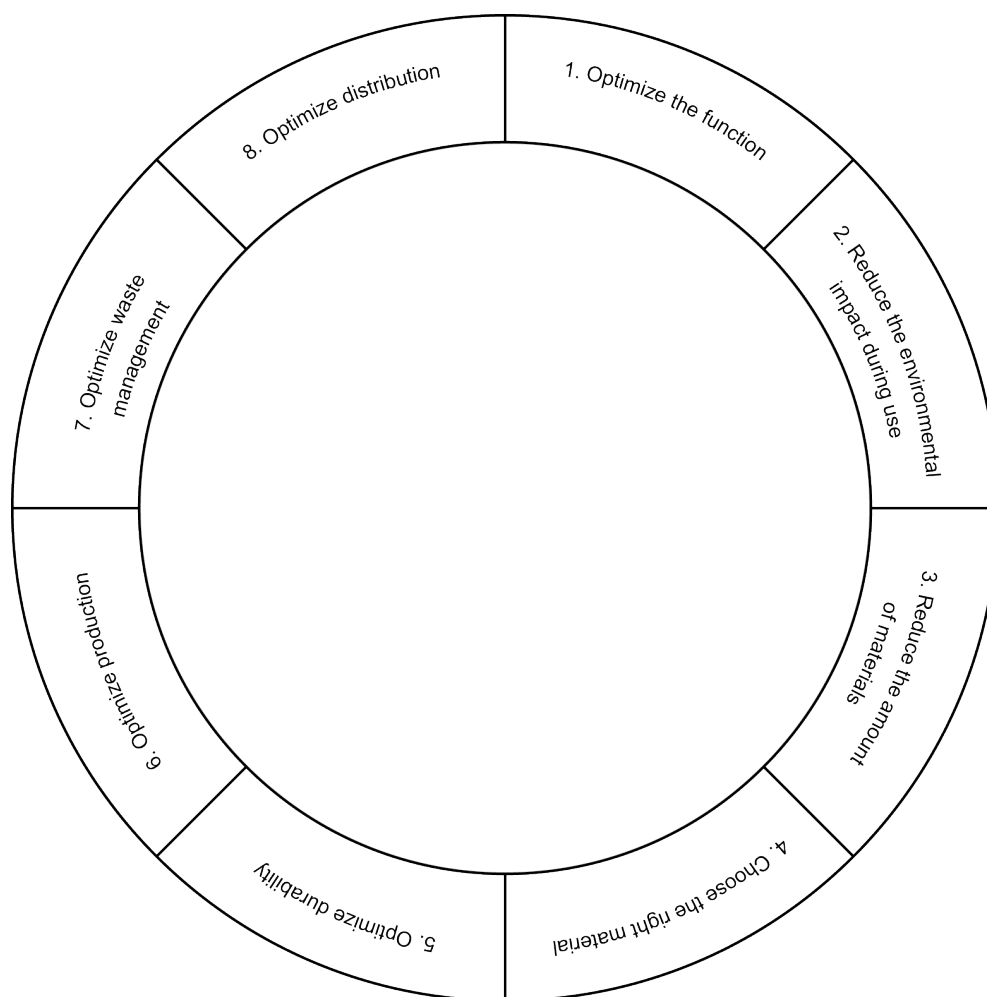 1. Optimize the function
2. Reduce the environmental
impact during use
3. Reduce the amount
of materials
4. Choose the right material
5. Optimize durability
6. Optimize production
7. Optimize waste
management
8. Optimize distribution